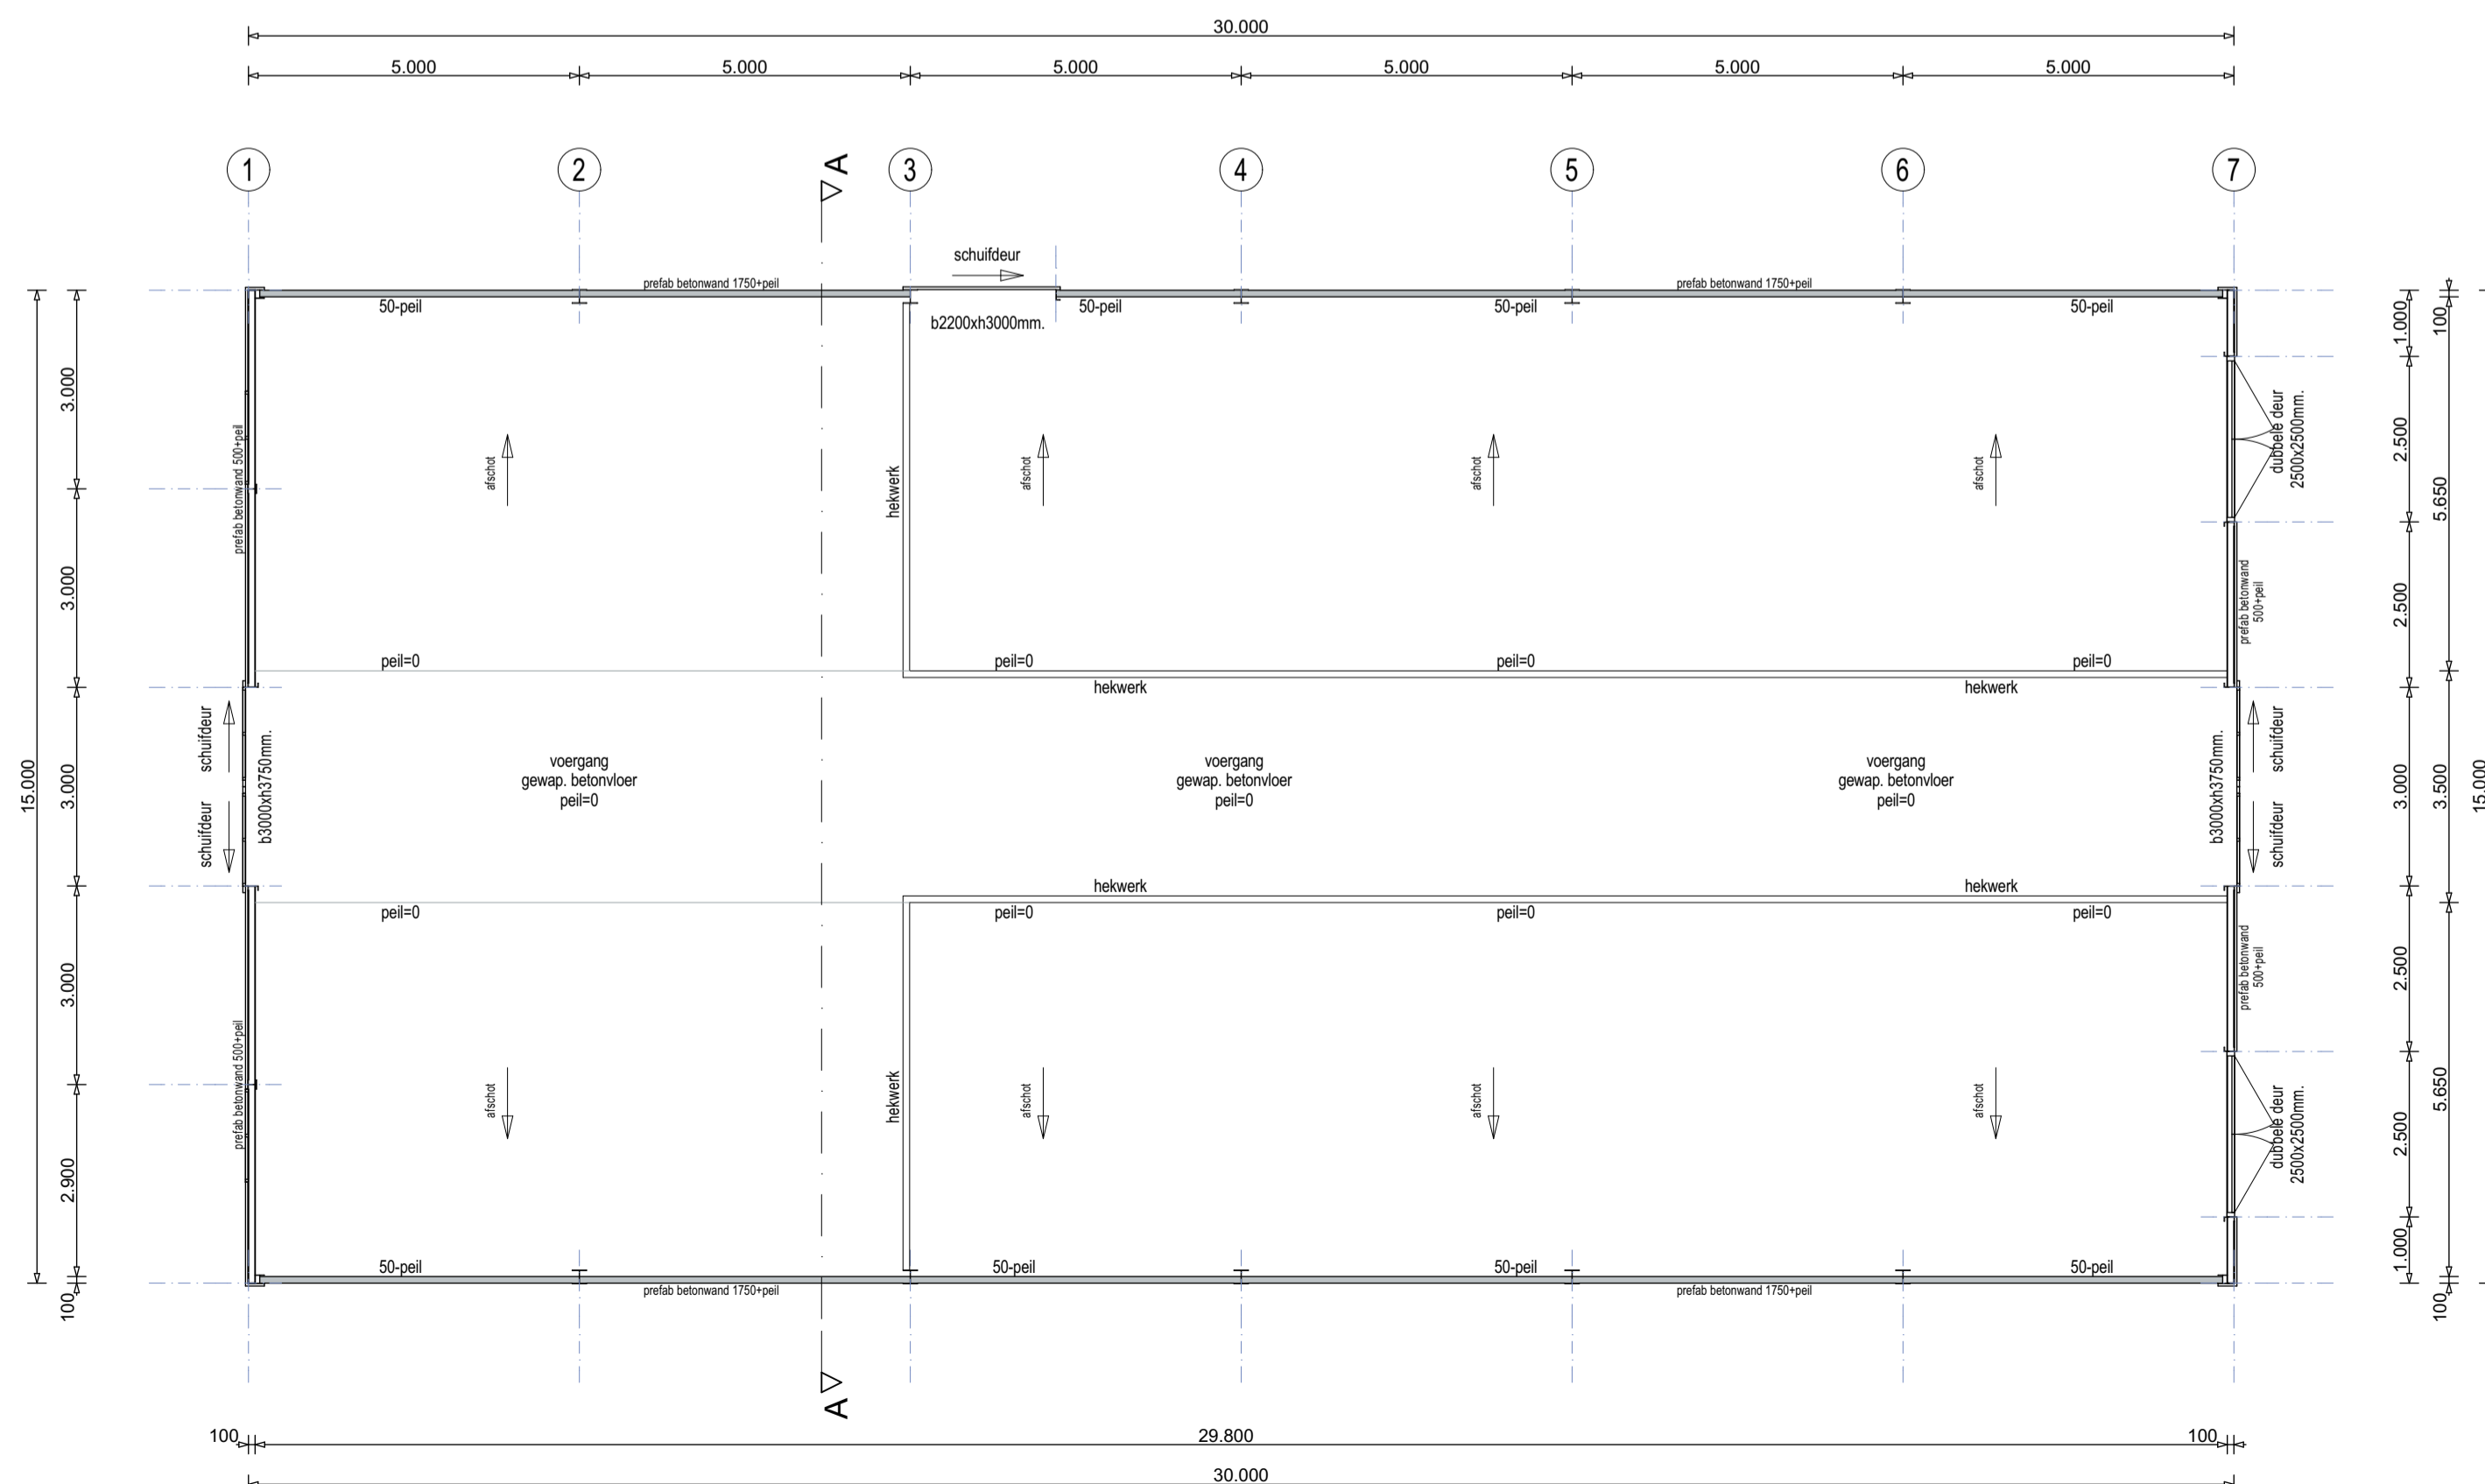 30.000
5.000 5.000 5.000 5.000 5.000 5.000
1 2 3 4 5 6 7
A
schuifdeur
prefab betonwand 1750+peil
prefab betonwand 1750+peil
50-peil 50-peil 50-peil 50-peil
b2200xh3000mm.
15.000
3.000
3.000
3.000
3.000
2.900
100
prefab betonwand 500+peil
afschot afschot afschot afschot
hekwerk
peil=0 peil=0 peil=0 peil=0
hekwerk hekwerk
schuifdeur
schuifdeur
b3000xh3750mm.
voergang
gewap. betonvloer
peil=0
voergang
gewap. betonvloer
peil=0
voergang
gewap. betonvloer
peil=0
b3000xh3750mm.
schuifdeur
schuifdeur
hekwerk hekwerk
peil=0 peil=0 peil=0 peil=0
prefab betonwand 500+peil
afschot afschot afschot afschot
hekwerk
50-peil 50-peil 50-peil 50-peil
prefab betonwand 1750+peil
prefab betonwand 1750+peil
dubbele deur
2500x2500mm.
prefab betonwand
500+peil
prefab betonwand
500+peil
dubbele deur
2500x2500mm.
1.000
2.500
2.500
3.000
2.500
2.500
1.000
100
5.650
3.500
5.650
100
15.000
A
100 29.800 100
30.000